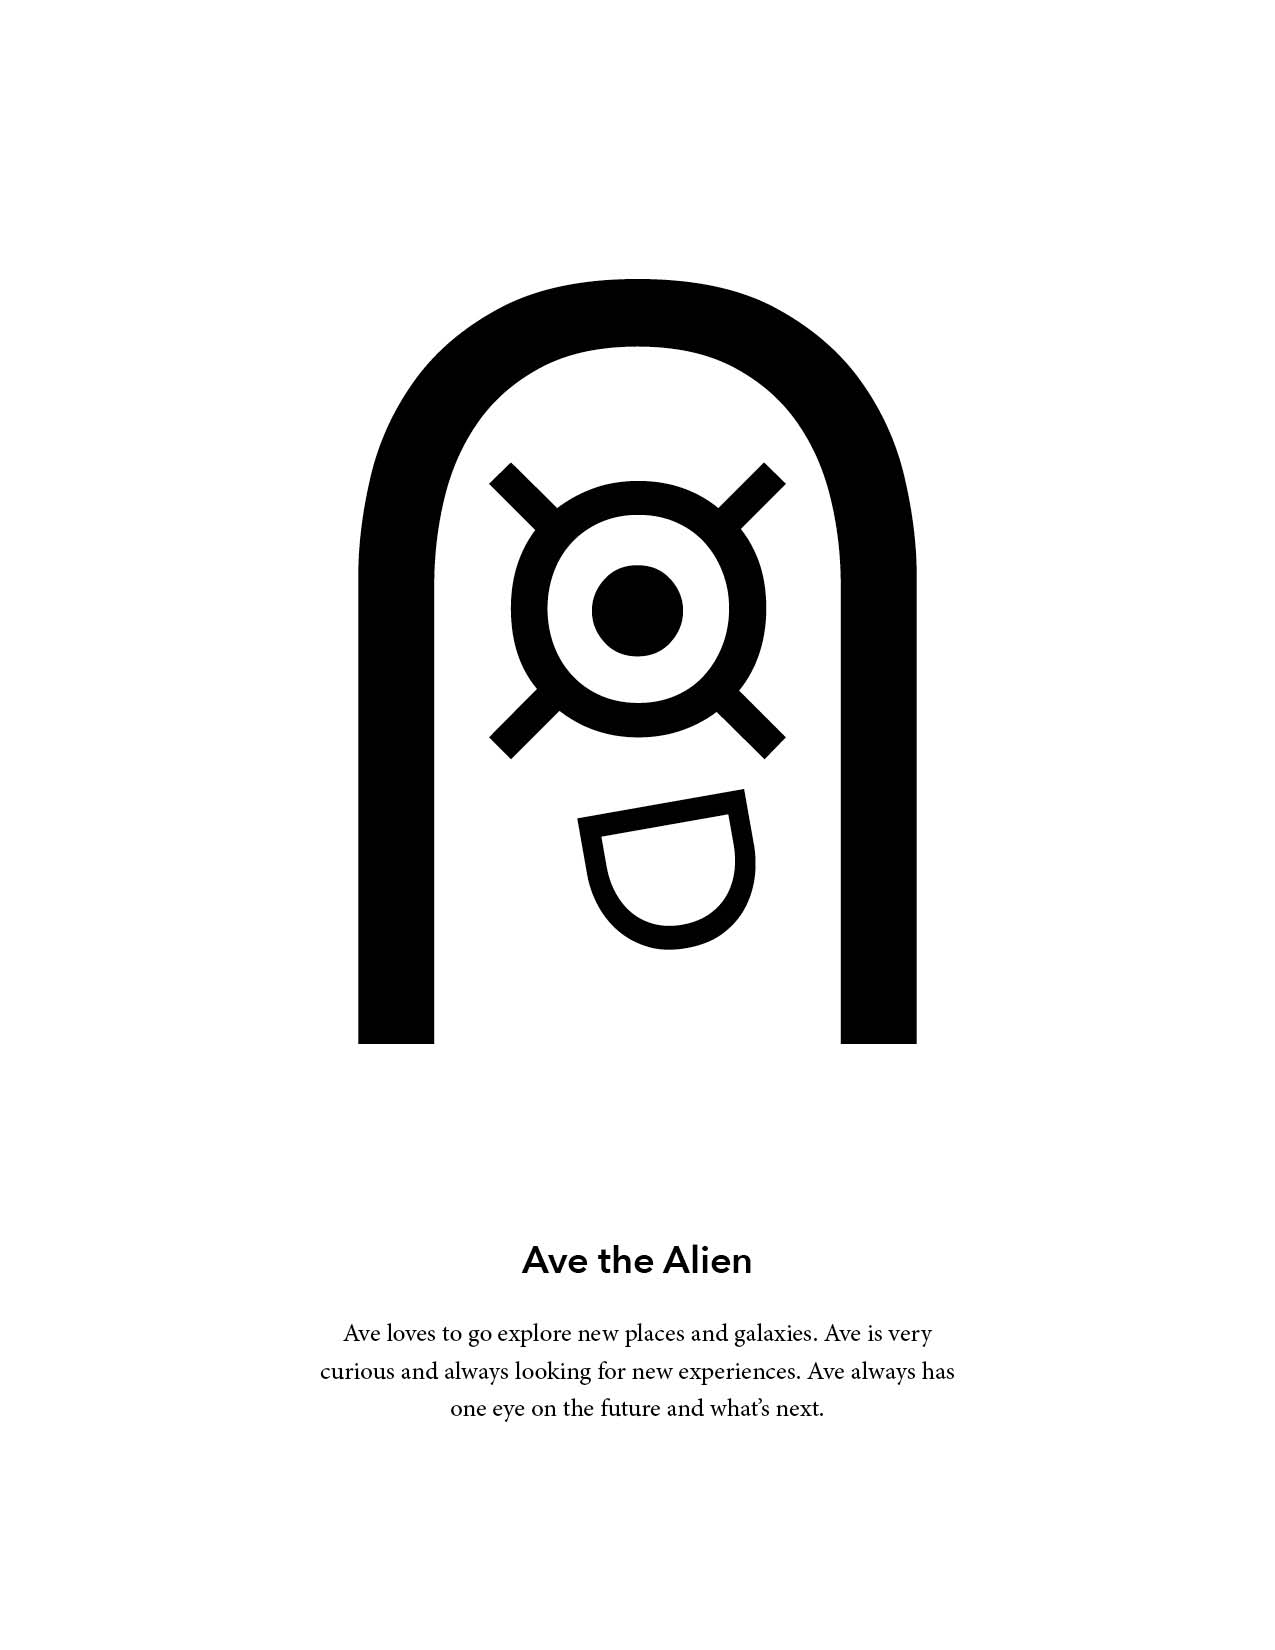 Ave the Alien
Ave loves to go explore new places and galaxies. Ave is very
curious and always looking for new experiences. Ave always has
one eye on the future and what’s next.